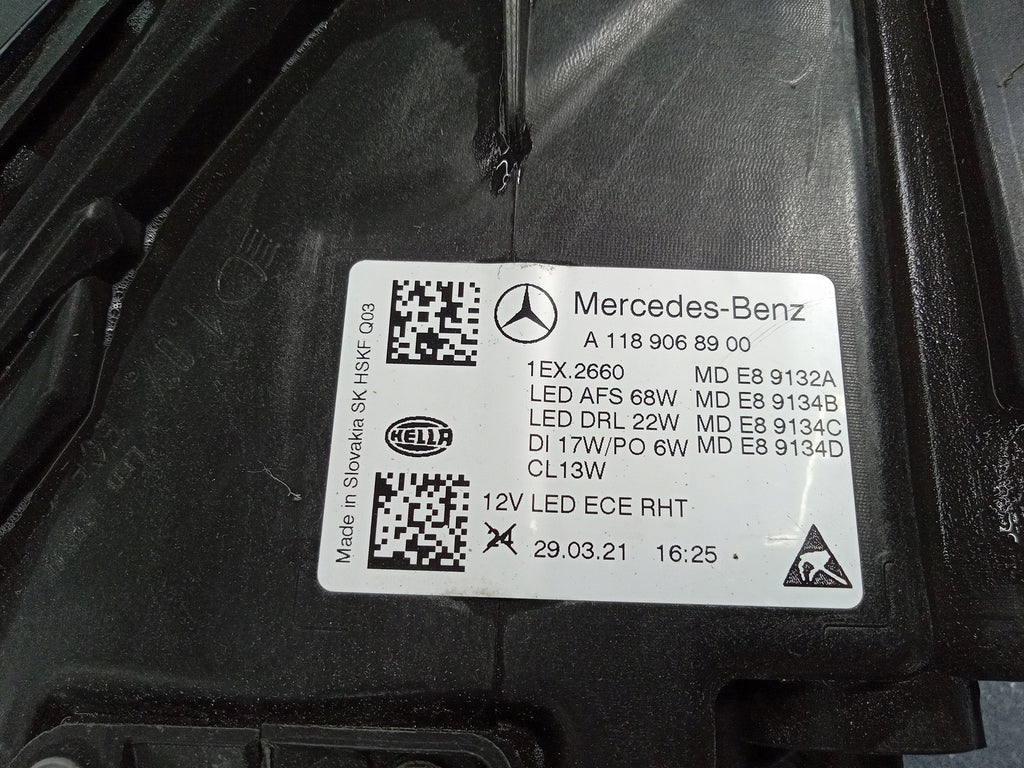 Mercedes-Benz
A 118 906 89 00
1EX.2660 MD E8 9132A
LED AFS 68W MD E8 9134B
LED DRL 22W MD E8 9134C
DI 17W/PO 6W MD E8 9134D
CL13W
12V LED ECE RHT
24 29.03.21 16:25
HELLA
Made in Slovakia SK HSKF Q03